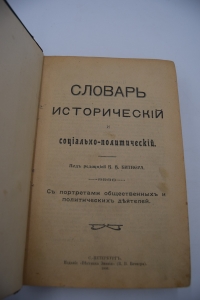 СЛОВАРЬ
ИСТОРИЧЕСКІЙ
и
соціально-политическій.
Подъ редакціей В. В. БИТНЕРА.
Съ портретами общественныхъ и
политическихъ дѣятелей.
С.-ПЕТЕРБУРГЪ.